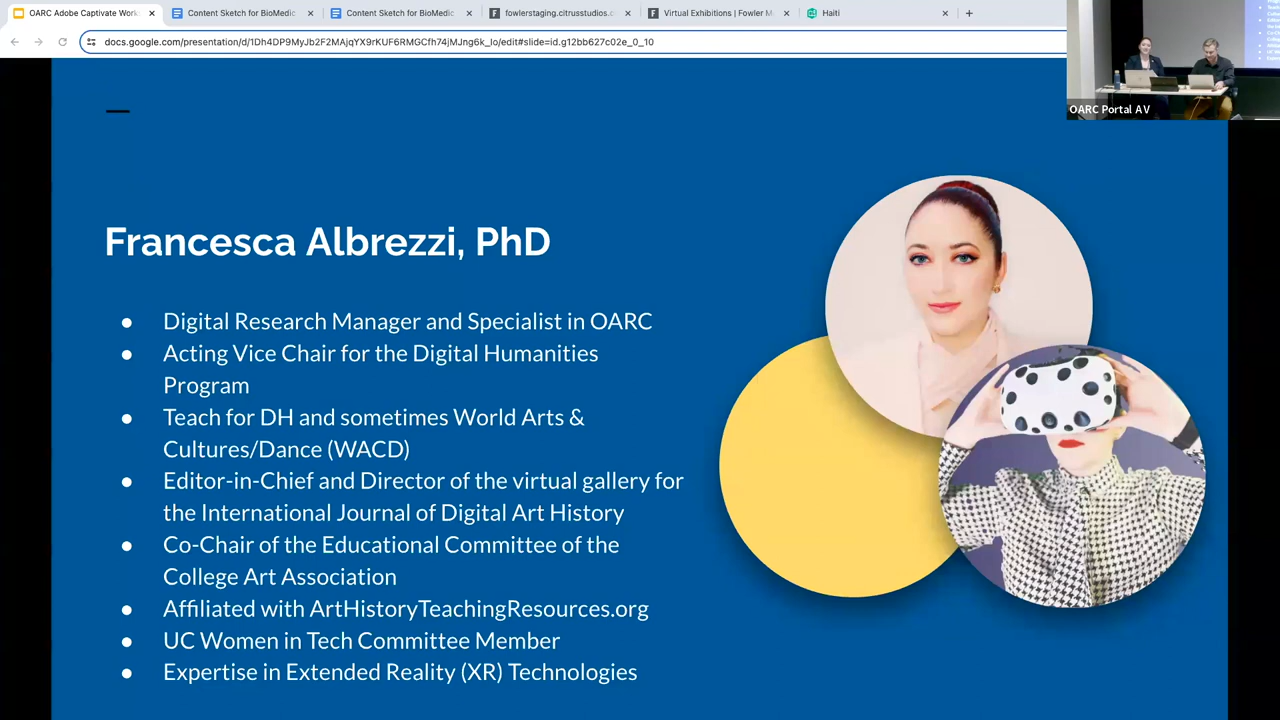 OARC Adobe Captivate Work
Content Sketch for BioMedic
Content Sketch for BioMedic
fowlerstaging.citrusstudios.c
Virtual Exhibitions | Fowler M
Haiti
docs.google.com/presentation/d/1Dh4DP9MyJb2F2MAjqYX9rKUF6RMGCfh74jMJng6k_Io/edit#slide=id.g12bb627c02e_0_10
OARC Portal AV
Francesca Albrezzi, PhD
● Digital Research Manager and Specialist in OARC
● Acting Vice Chair for the Digital Humanities
Program
● Teach for DH and sometimes World Arts &
Cultures/Dance (WACD)
● Editor-in-Chief and Director of the virtual gallery for
the International Journal of Digital Art History
● Co-Chair of the Educational Committee of the
College Art Association
● Affiliated with ArtHistoryTeachingResources.org
● UC Women in Tech Committee Member
● Expertise in Extended Reality (XR) Technologies